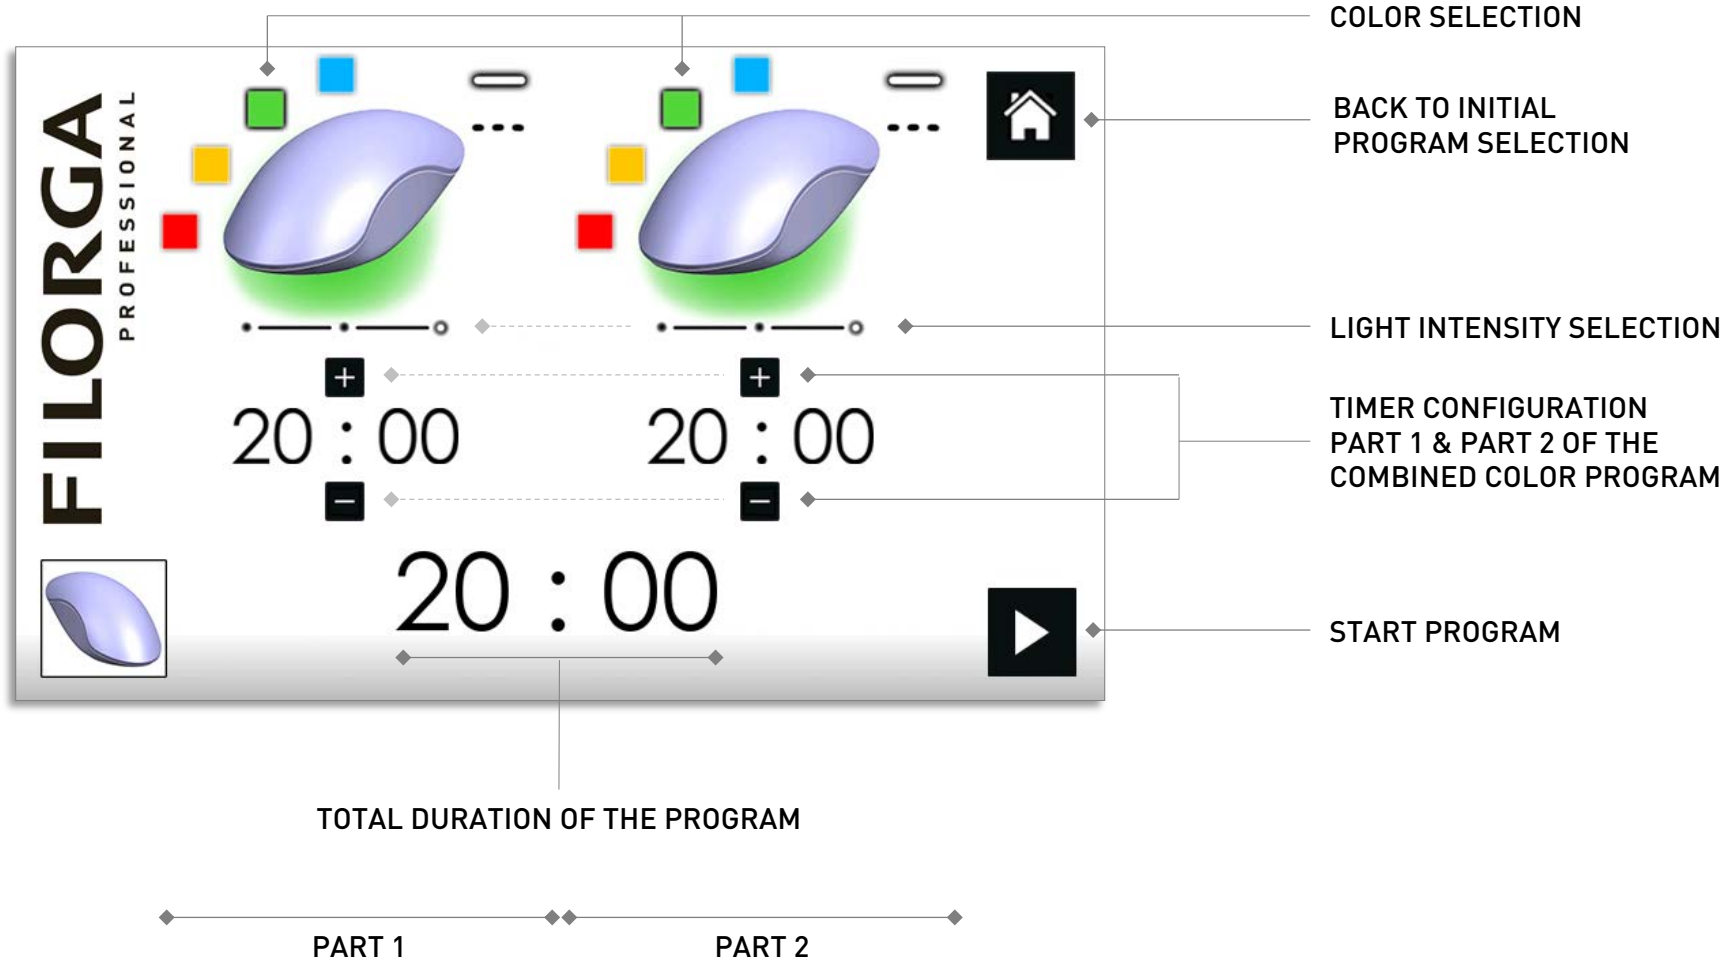 COLOR SELECTION
FILORGA
PROFESSIONAL
BACK TO INITIAL
PROGRAM SELECTION
LIGHT INTENSITY SELECTION
20 : 00
20 : 00
TIMER CONFIGURATION
PART 1 & PART 2 OF THE
COMBINED COLOR PROGRAM
20 : 00
START PROGRAM
TOTAL DURATION OF THE PROGRAM
PART 1
PART 2